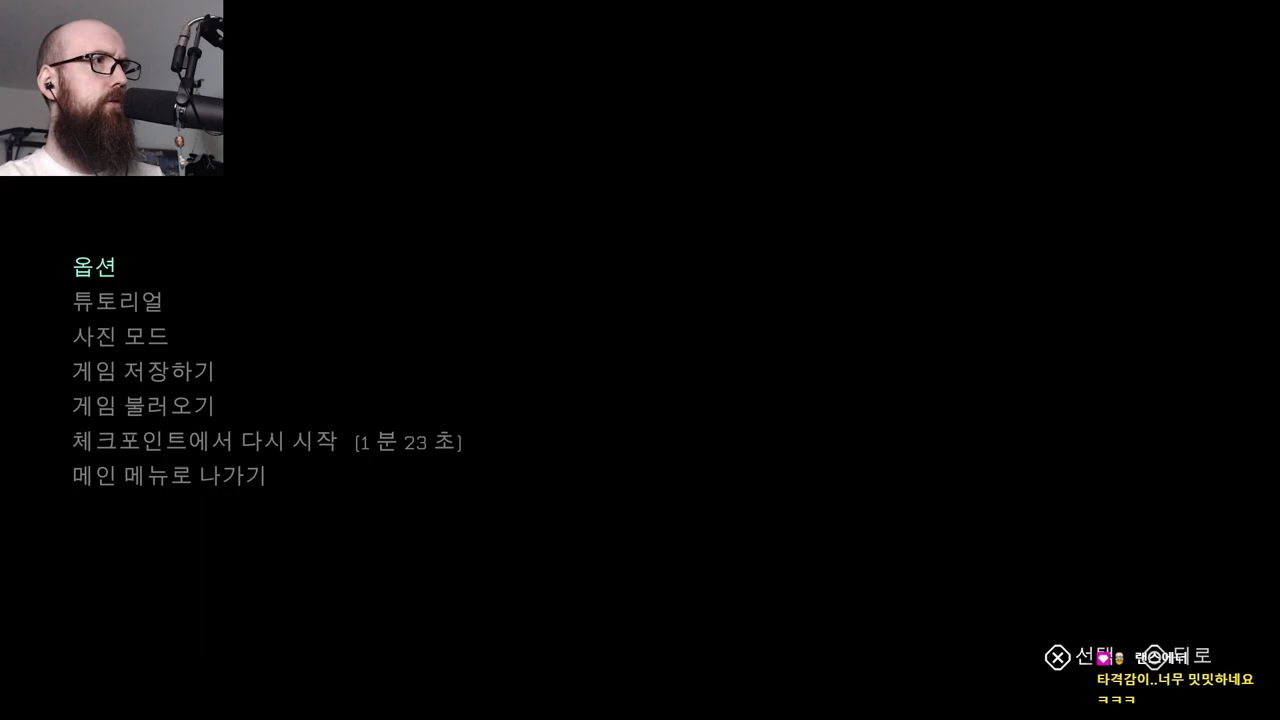 옵션
튜토리얼
사진 모드
게임 저장하기
게임 불러오기
체크포인트에서 다시 시작 (1 분 23 초)
메인 메뉴로 나가기
선택 뒤로
타격감이..너무 밋밋하네요
ㅋㅋㅋ